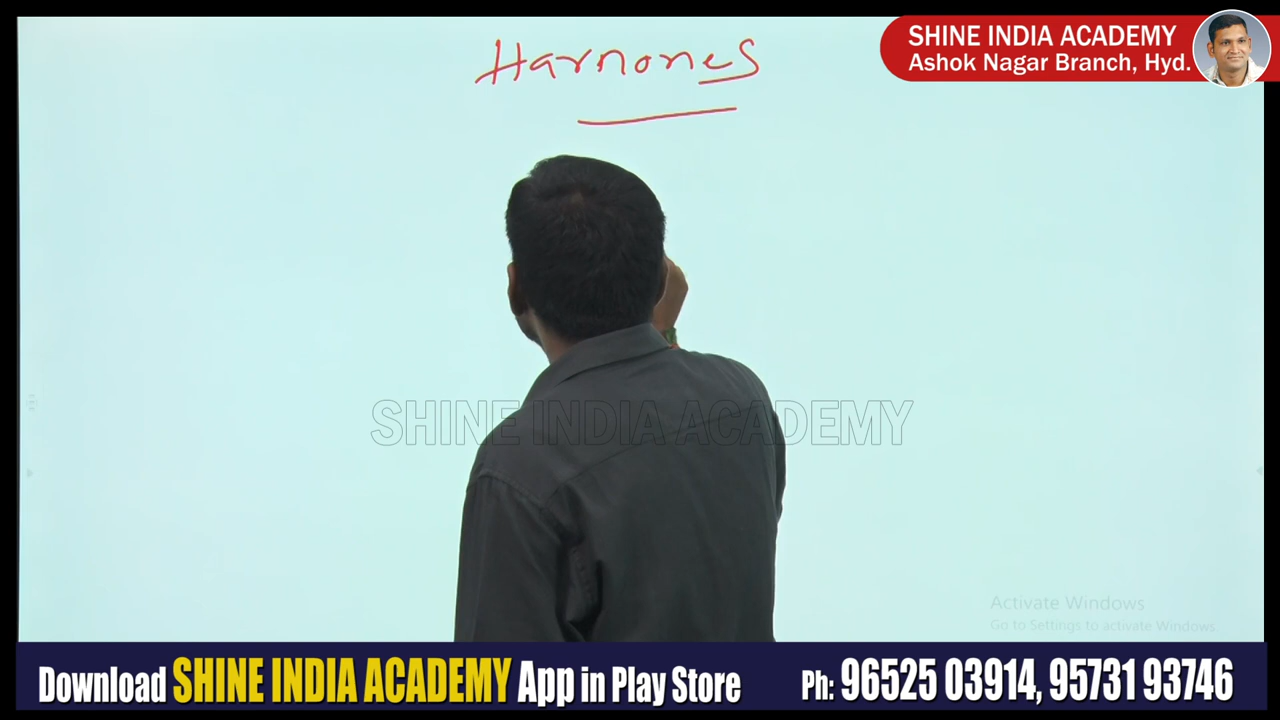 Harmones
SHINE INDIA ACADEMY
Ashok Nagar Branch, Hyd.
SHINE INDIA ACADEMY
Activate Windows
Go to Settings to activate Windows.
Download SHINE INDIA ACADEMY App in Play Store
Ph: 96525 03914, 95731 93746